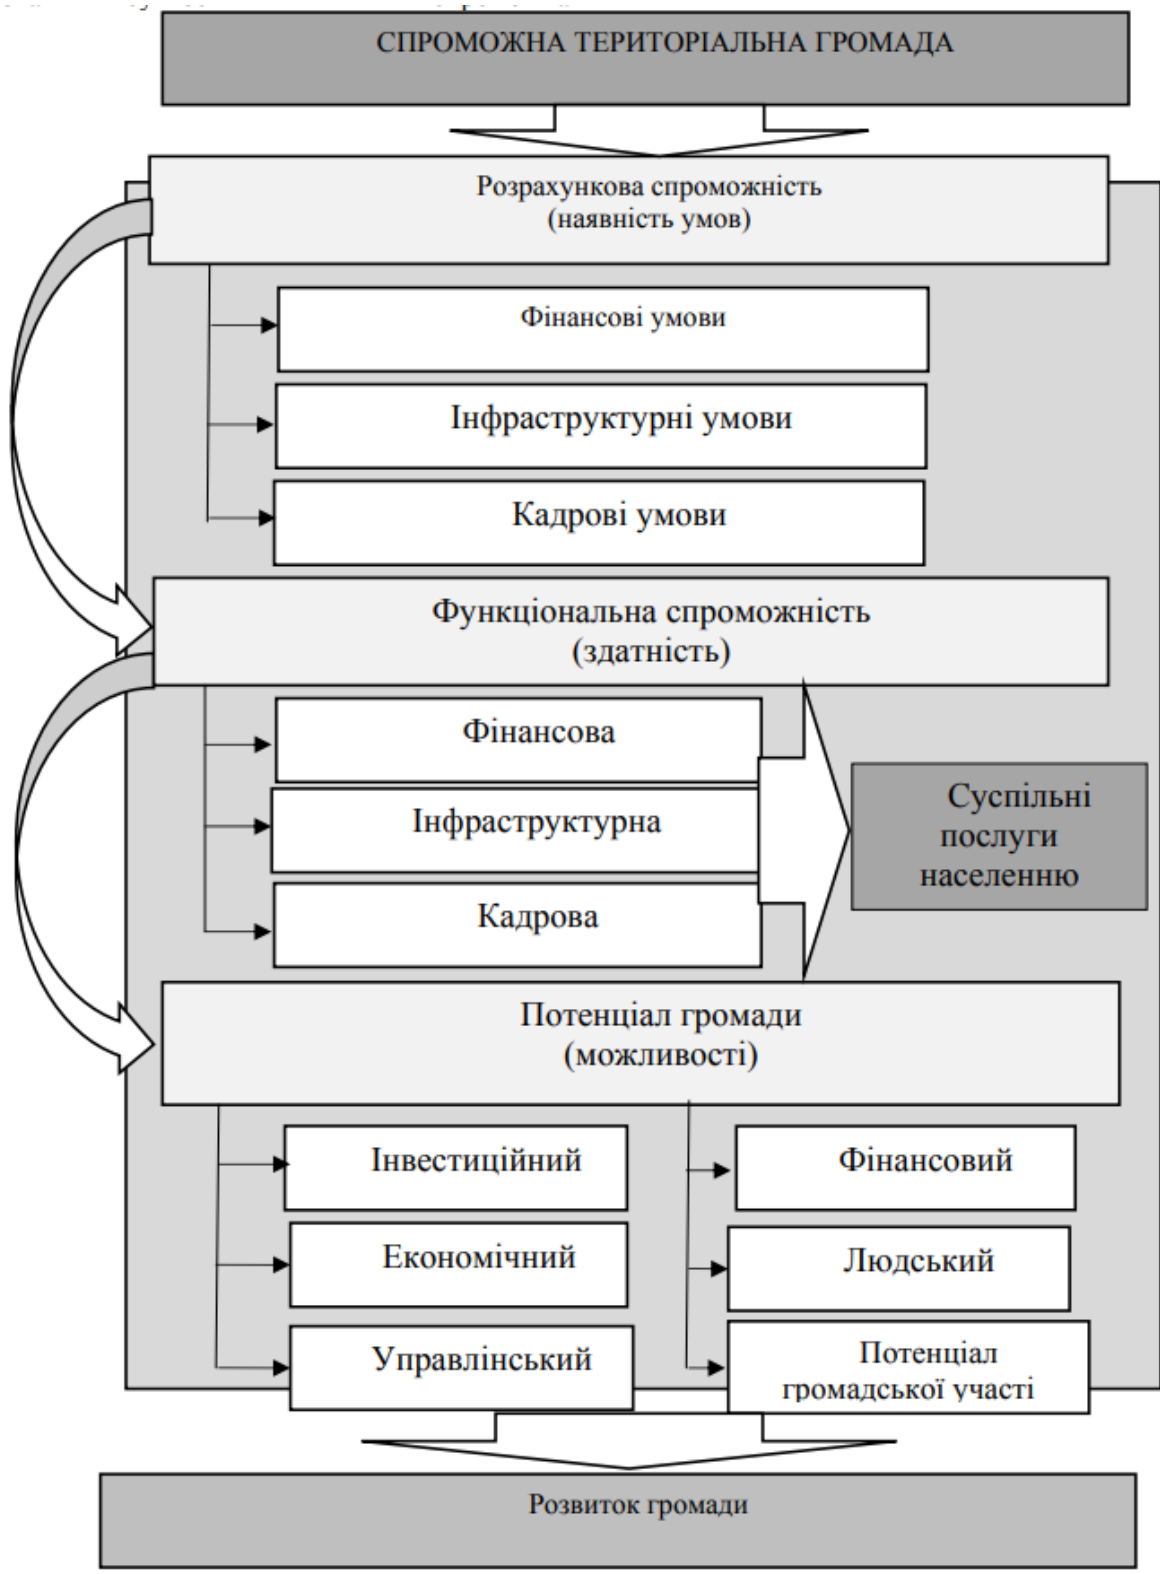 СПРОМОЖНА ТЕРИТОРІАЛЬНА ГРОМАДА
Розрахункова спроможність
(наявність умов)
Фінансові умови
Інфраструктурні умови
Кадрові умови
Функціональна спроможність
(здатність)
Фінансова
Інфраструктурна
Кадрова
Суспільні
послуги
населенню
Потенціал громади
(можливості)
Інвестиційний
Економічний
Управлінський
Фінансовий
Людський
Потенціал
громадської участі
Розвиток громади